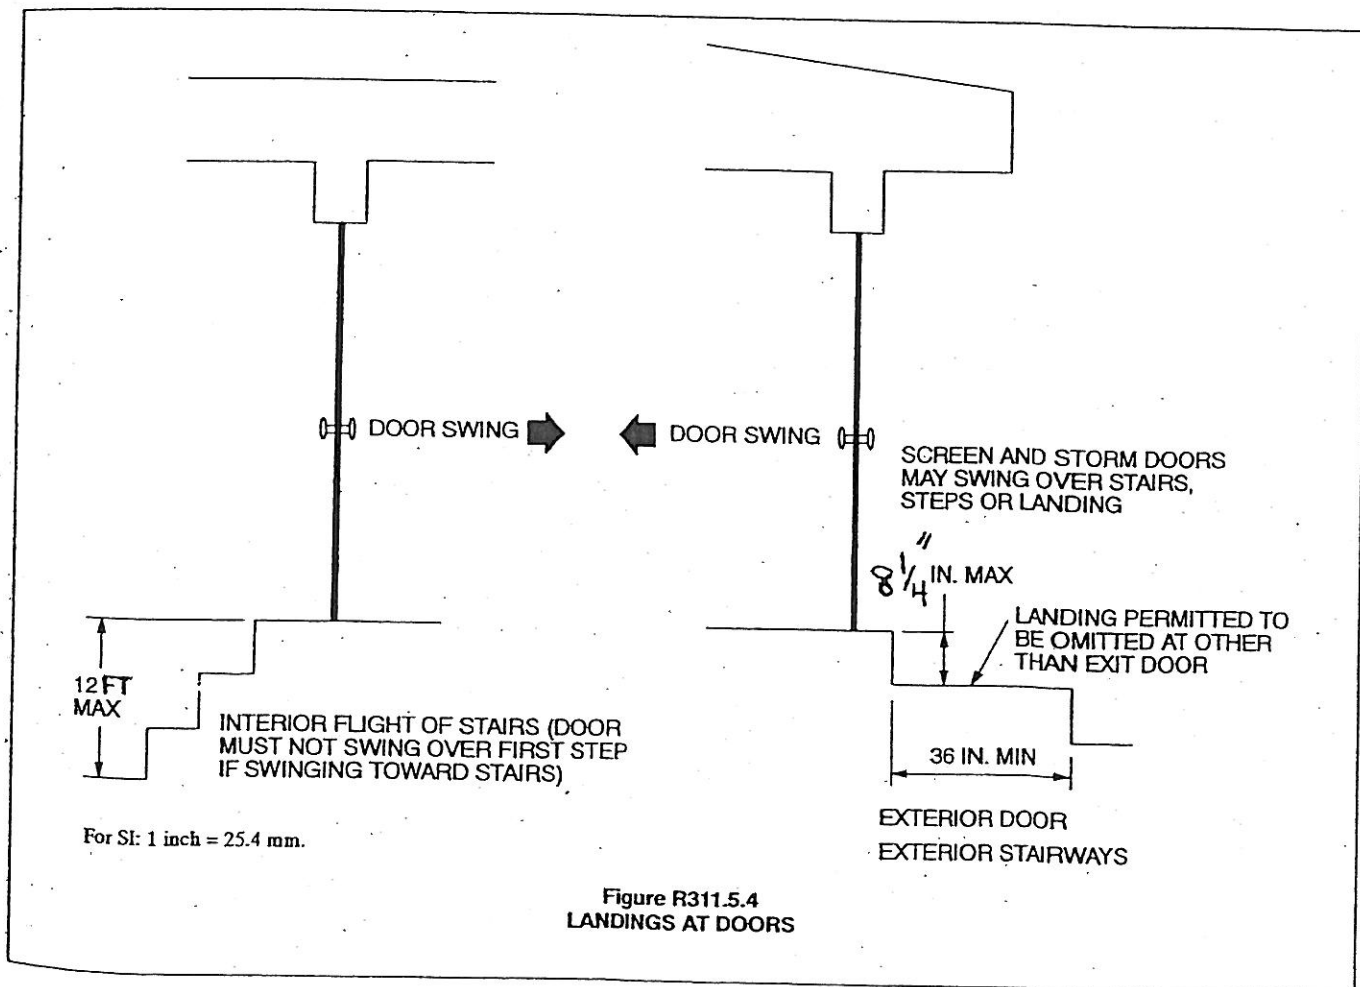 DOOR SWING
DOOR SWING
SCREEN AND STORM DOORS
MAY SWING OVER STAIRS,
STEPS OR LANDING
8 1/4" IN. MAX
LANDING PERMITTED TO
BE OMITTED AT OTHER
THAN EXIT DOOR
12 FT
MAX
INTERIOR FLIGHT OF STAIRS (DOOR
MUST NOT SWING OVER FIRST STEP
IF SWINGING TOWARD STAIRS)
36 IN. MIN
EXTERIOR DOOR
EXTERIOR STAIRWAYS
For SI: 1 inch = 25.4 mm.
Figure R311.5.4
LANDINGS AT DOORS